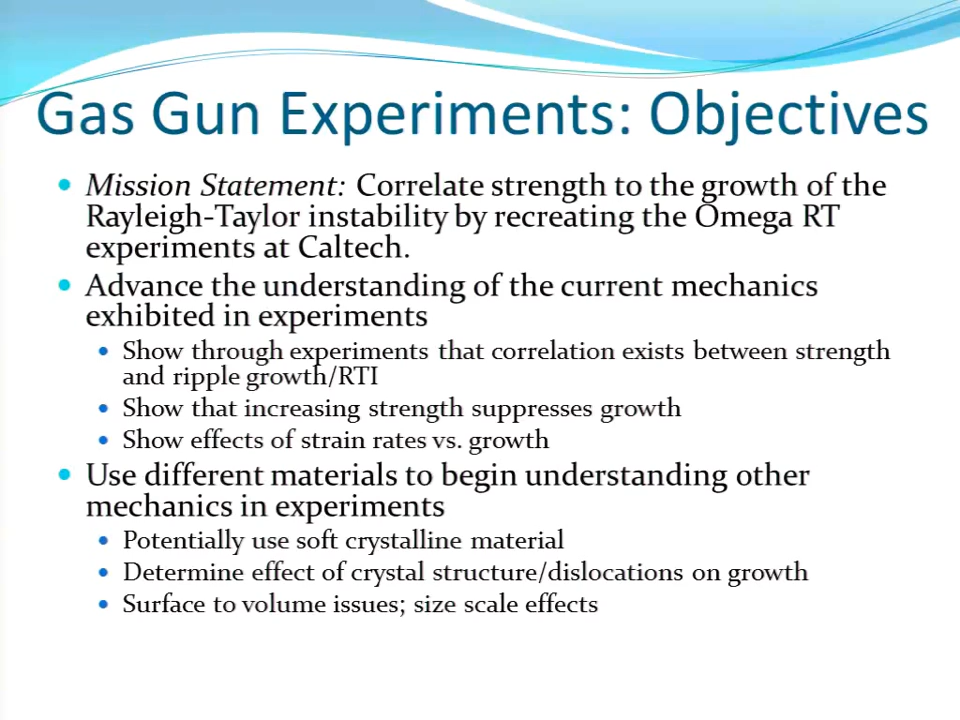 Gas Gun Experiments: Objectives
• Mission Statement: Correlate strength to the growth of the
Rayleigh-Taylor instability by recreating the Omega RT
experiments at Caltech.
• Advance the understanding of the current mechanics
exhibited in experiments
• Show through experiments that correlation exists between strength
and ripple growth/RTI
• Show that increasing strength suppresses growth
• Show effects of strain rates vs. growth
• Use different materials to begin understanding other
mechanics in experiments
• Potentially use soft crystalline material
• Determine effect of crystal structure/dislocations on growth
• Surface to volume issues; size scale effects